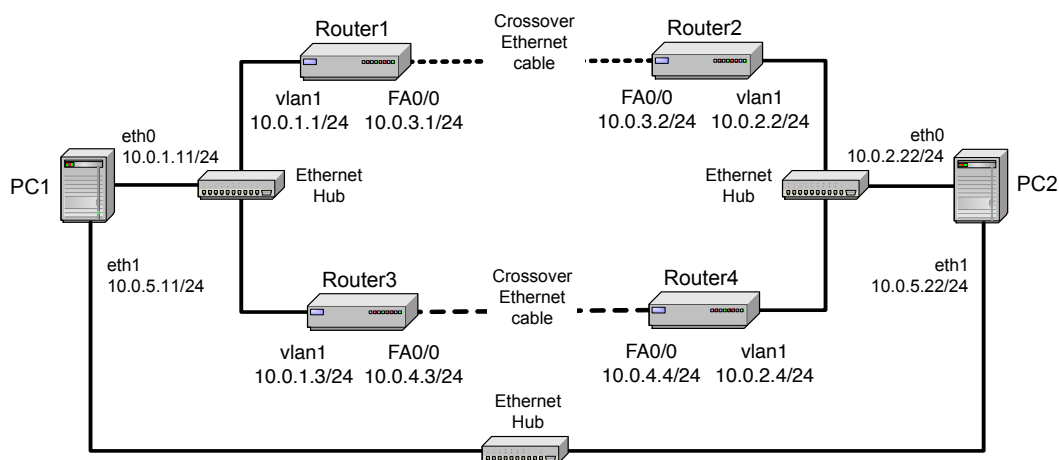 Router1
Crossover
Ethernet
cable
Router2
vlan1
10.0.1.1/24
FA0/0
10.0.3.1/24
FA0/0
10.0.3.2/24
vlan1
10.0.2.2/24
eth0
10.0.1.11/24
PC1
Ethernet
Hub
Ethernet
Hub
eth0
10.0.2.22/24
PC2
eth1
10.0.5.11/24
Router3
Crossover
Ethernet
cable
Router4
eth1
10.0.5.22/24
vlan1
10.0.1.3/24
FA0/0
10.0.4.3/24
FA0/0
10.0.4.4/24
vlan1
10.0.2.4/24
Ethernet
Hub